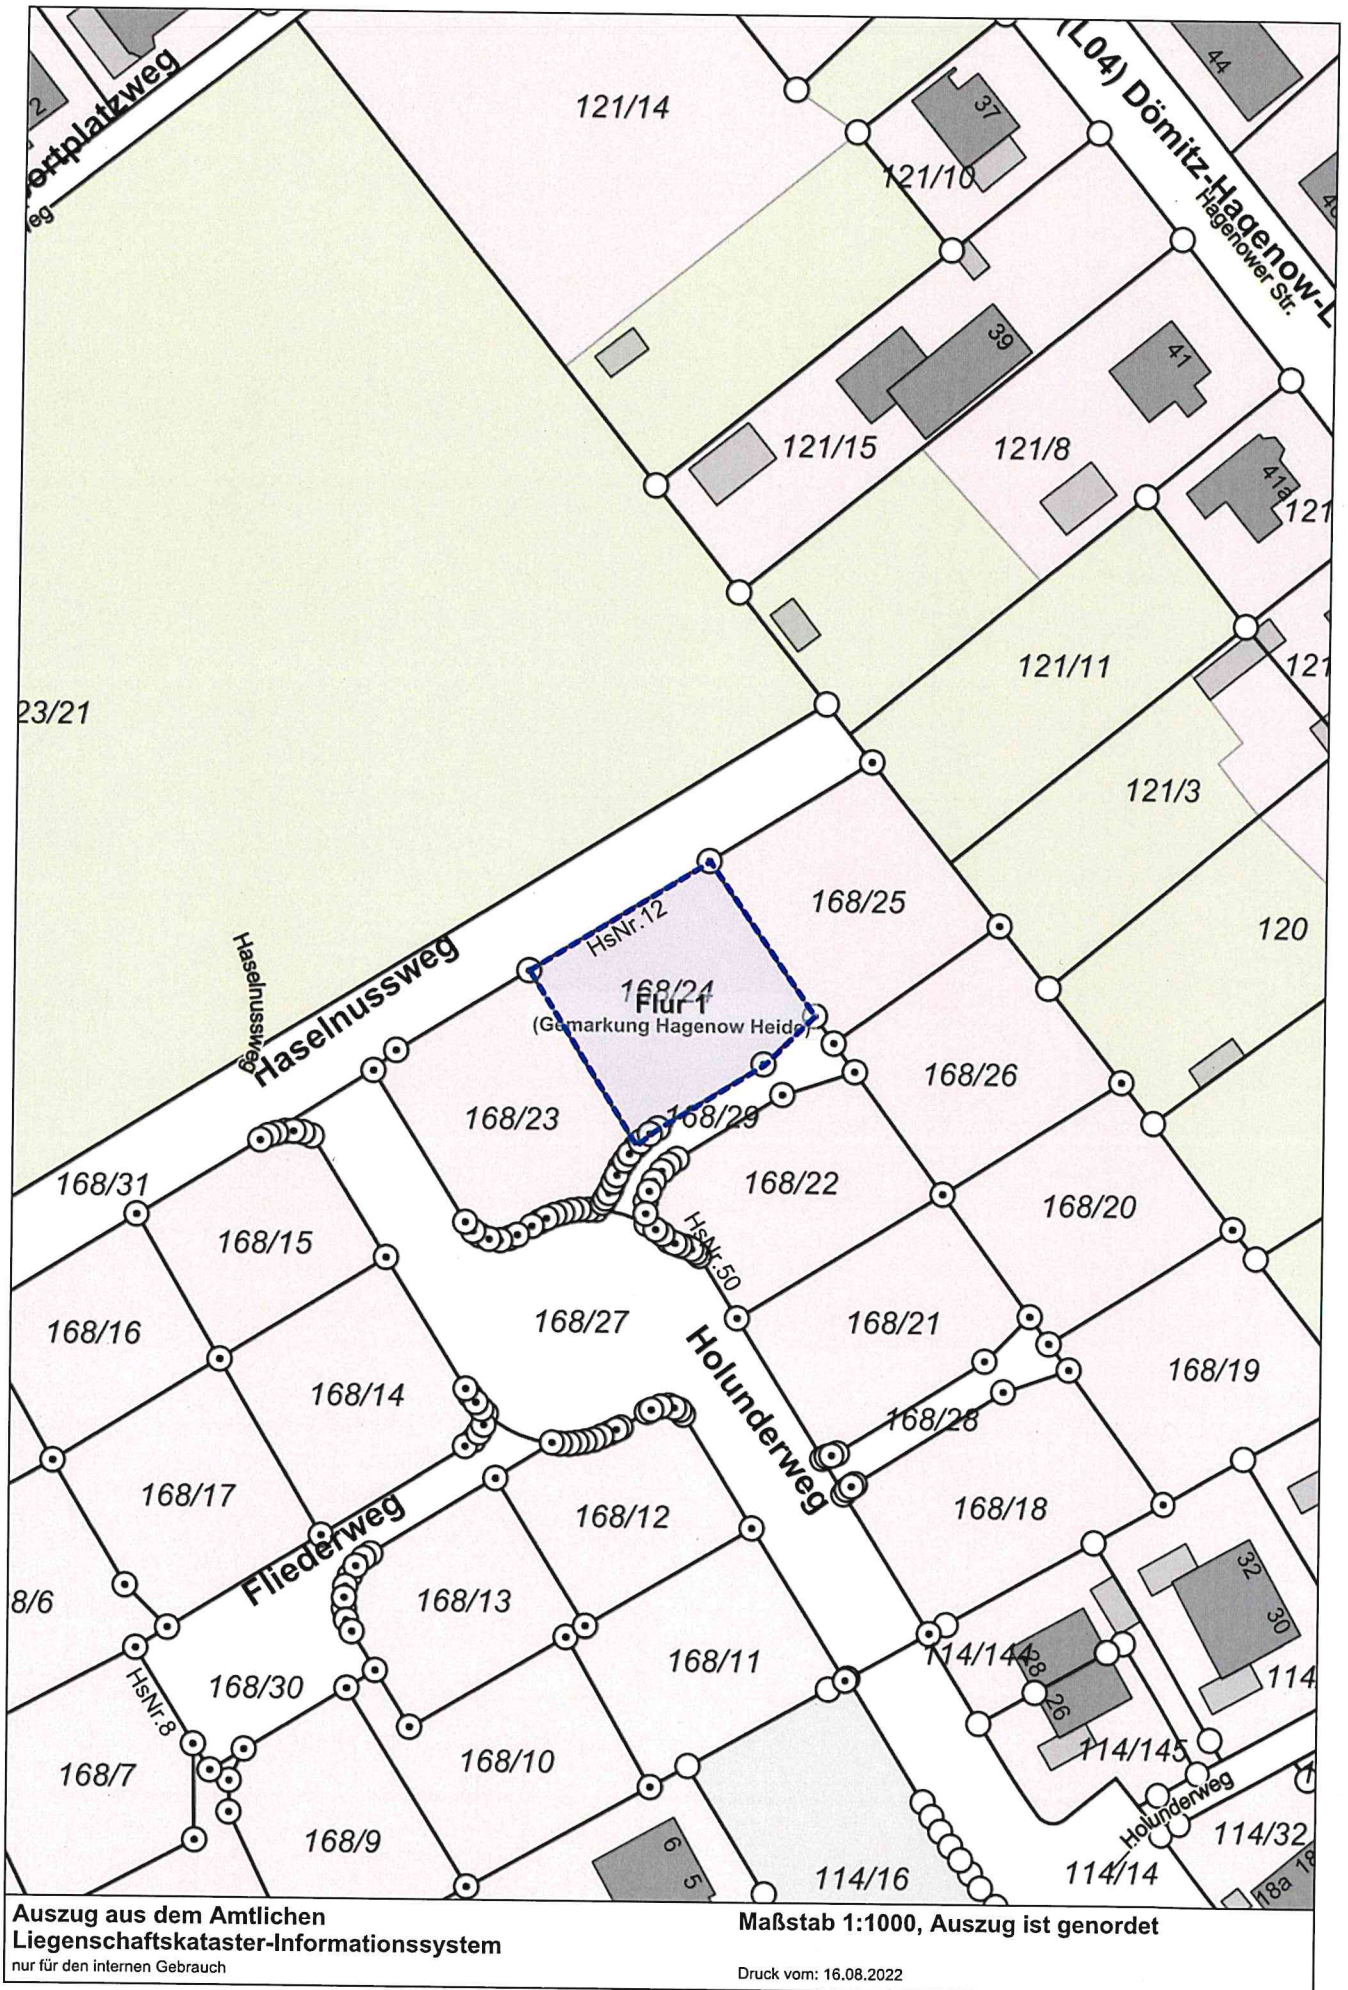 44
(L04) Dömitz-Hagenow-L
Hagenower Str.
2
ortplatzweg
eg
121/14
37
121/10
39
41
121/15
121/8
41a
121
121/11
121
23/21
121/3
168/25
120
HsNr.12
168/24
Flur 1
(Gemarkung Hagenow Heide)
Haselnussweg
Haselnussweg
168/26
168/23
168/29
168/31
168/22
168/20
168/15
HsNr.50
168/27
168/16
168/21
168/19
Holunderweg
168/14
168/28
168/17
168/12
168/18
Fliederweg
32
8/6
168/13
30
114/144
28
168/11
114
168/30
26
HsNr.8
114/145
168/10
168/7
Holunderweg
114/32
168/9
6
5
114/16
114/14
18
18a
Auszug aus dem Amtlichen
Liegenschaftskataster-Informationssystem
nur für den internen Gebrauch
Maßstab 1:1000, Auszug ist genordet
Druck vom: 16.08.2022